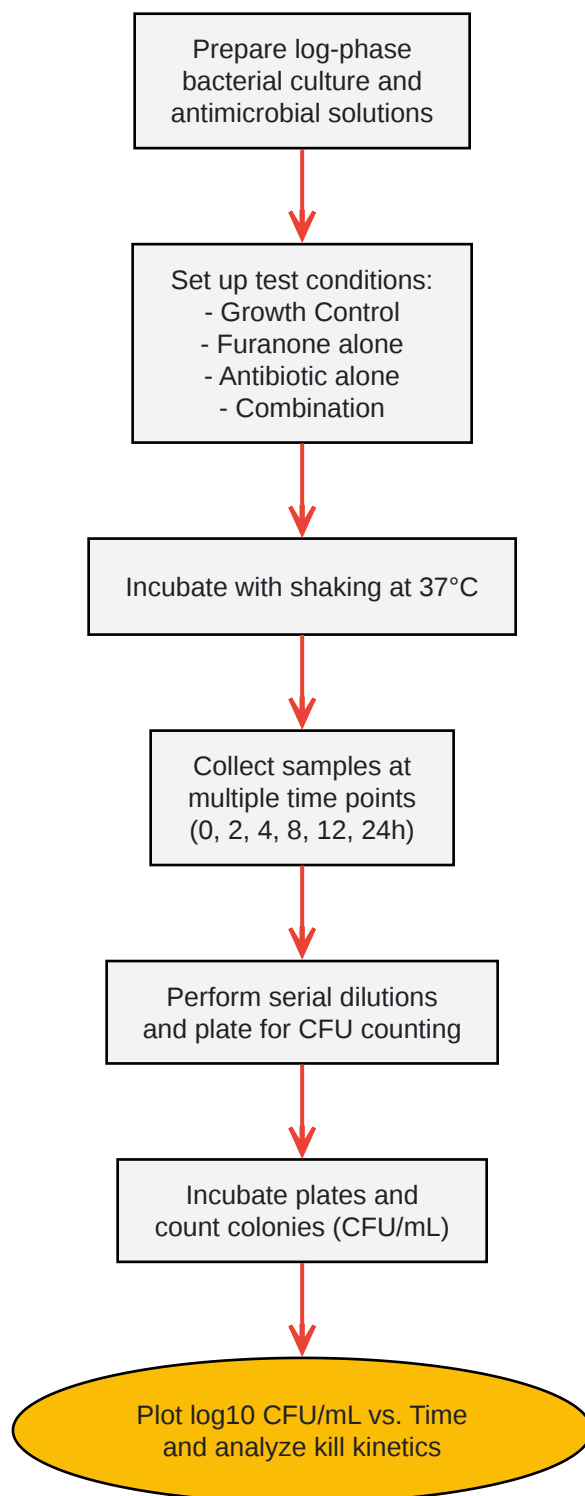 Prepare log-phase
bacterial culture and
antimicrobial solutions
Set up test conditions:
- Growth Control
- Furanone alone
- Antibiotic alone
- Combination
Incubate with shaking at 37°C
Collect samples at
multiple time points
(0, 2, 4, 8, 12, 24h)
Perform serial dilutions
and plate for CFU counting
Incubate plates and
count colonies (CFU/mL)
Plot log10 CFU/mL vs. Time
and analyze kill kinetics